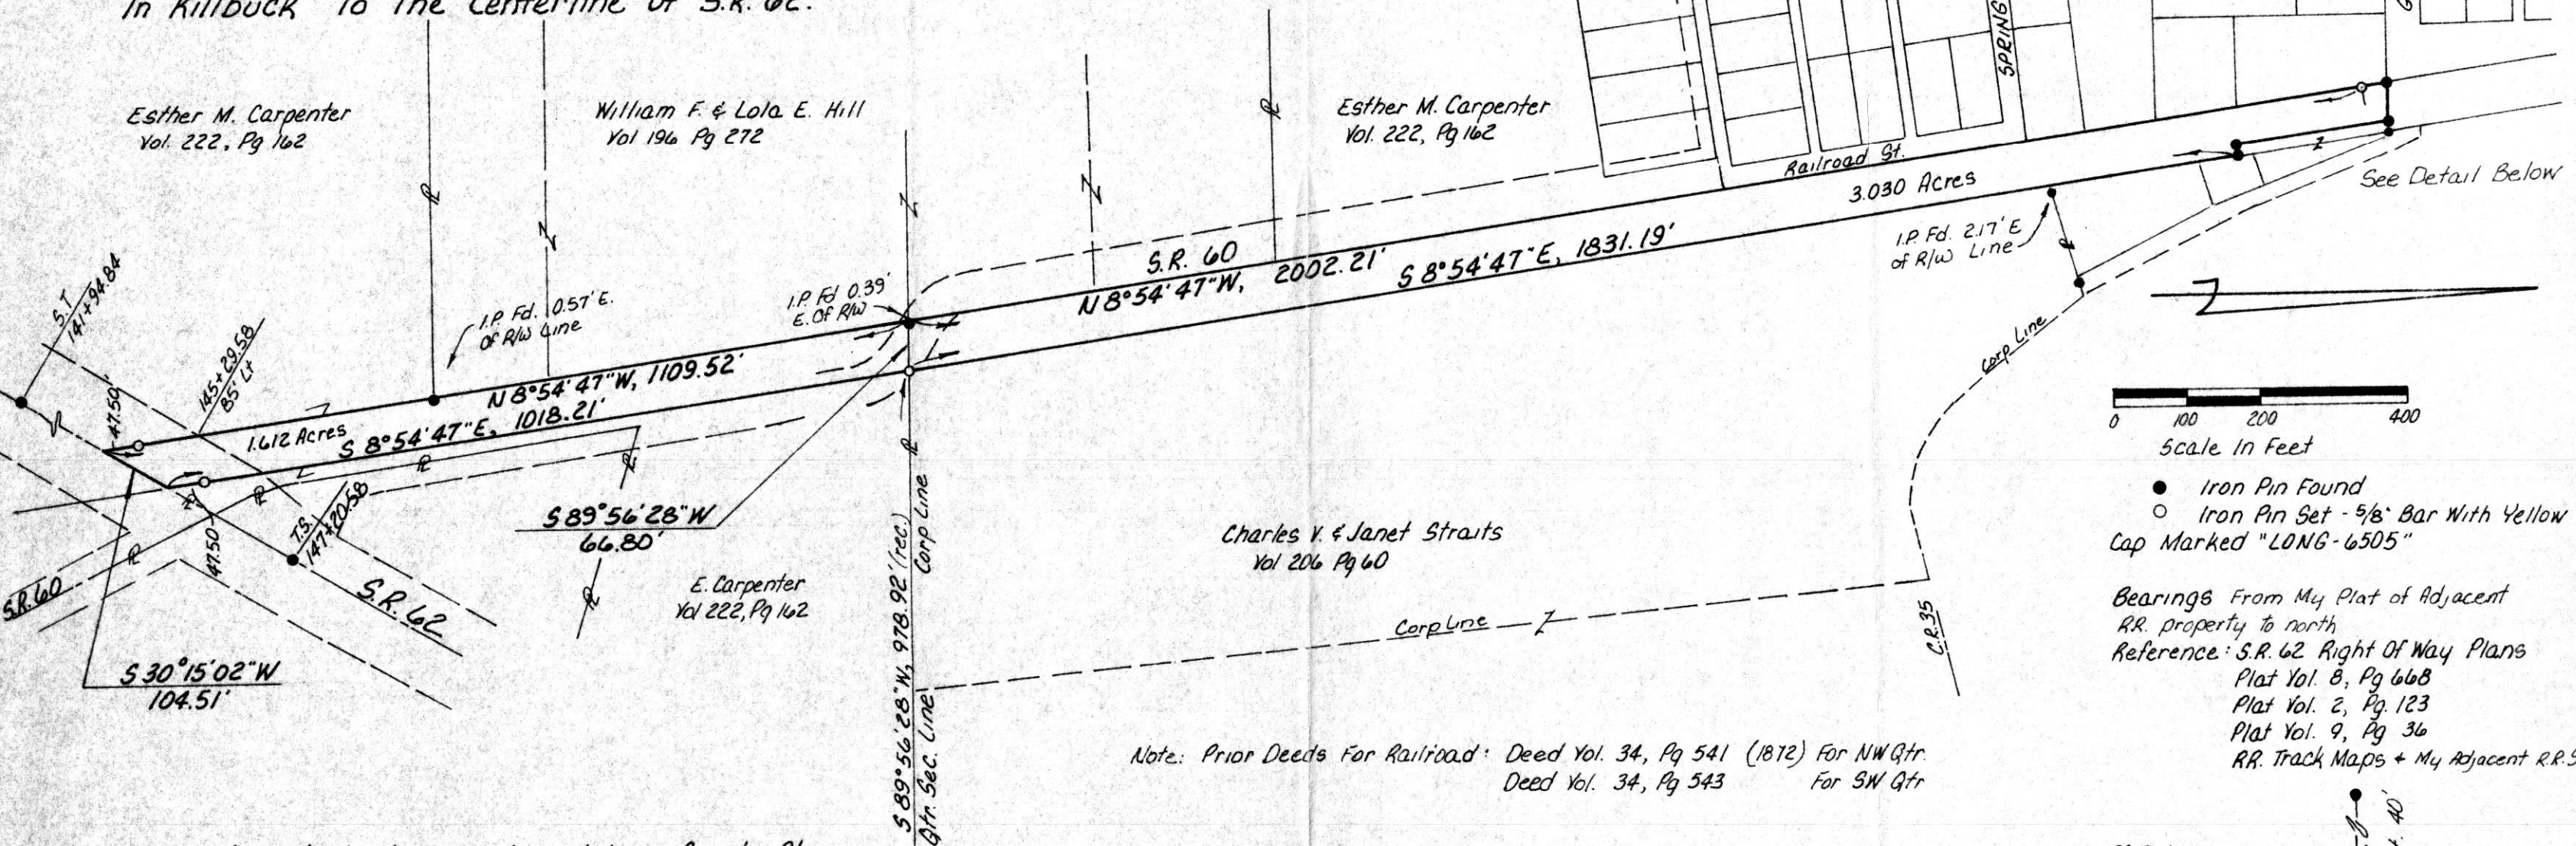 In Killbuck To The Centerline Of S.R. 62.
Esther M. Carpenter
Vol. 222, Pg 162
William F. & Lola E. Hill
Vol 196 Pg 272
Esther M. Carpenter
Vol. 222, Pg 162
SPRING
Railroad St.
3.030 Acres
See Detail Below
S.T.
141+94.84
145+29.58
85' Lt
47.50'
I.P. Fd. 0.57' E.
Of R/W Line
I.P. Fd 0.39'
E. Of R/W
S.R. 60
N 8°54'47"W, 2002.21'
S 8°54'47"E, 1831.19'
I.P. Fd. 2.17' E
of R/W Line
N 8°54'47"W, 1109.52'
1.612 Acres
S 8°54'47"E, 1018.21'
Corp Line
0 100 200 400
Scale In Feet
Iron Pin Found
Iron Pin Set - 5/8" Bar With Yellow
Cap Marked "LONG-6505"
T.S.
147+20.58
47.50'
S.R. 60
S.R. 62
S 89°56'28"W
66.80'
S 30°15'02"W
104.51'
E. Carpenter
Vol 222, Pg 162
S 89°56'28"W, 978.92' (rec.)
Corp Line
Qtr. Sec. Line
Charles V. & Janet Straits
Vol 206 Pg 60
Corp Line
C.R. 35
Bearings From My Plat of Adjacent
RR. property to north
Reference: S.R. 62 Right Of Way Plans
Plat Vol. 8, Pg 668
Plat Vol. 2, Pg. 123
Plat Vol. 9, Pg 36
RR. Track Maps & My Adjacent R.R.
Note: Prior Deeds For Railroad: Deed Vol. 34, Pg 541 (1872) For NW Qtr.
Deed Vol. 34, Pg 543 For SW Qtr
40'